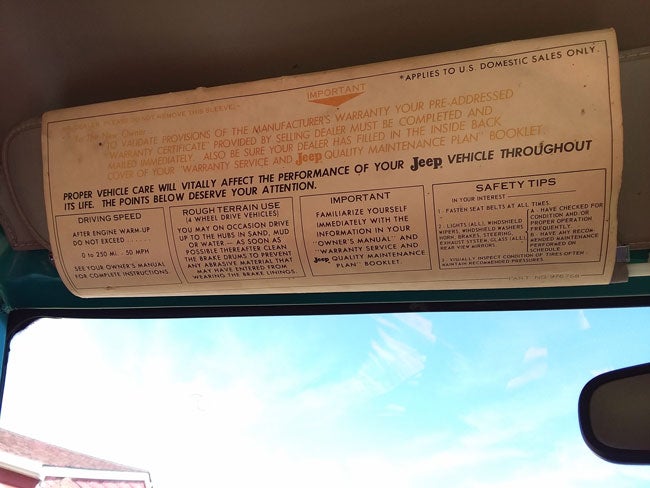 IMPORTANT
*APPLIES TO U.S. DOMESTIC SALES ONLY.
PLEASE DO NOT REMOVE THIS SLEEVE
To The New Owner
TO VALIDATE PROVISIONS OF THE MANUFACTURER'S WARRANTY YOUR PRE-ADDRESSED
"WARRANTY CERTIFICATE" PROVIDED BY SELLING DEALER MUST BE COMPLETED AND
MAILED IMMEDIATELY. ALSO BE SURE YOUR DEALER HAS FILLED IN THE INSIDE BACK
COVER OF YOUR "WARRANTY SERVICE AND Jeep QUALITY MAINTENANCE PLAN" BOOKLET.
PROPER VEHICLE CARE WILL VITALLY AFFECT THE PERFORMANCE OF YOUR Jeep VEHICLE THROUGHOUT
ITS LIFE. THE POINTS BELOW DESERVE YOUR ATTENTION.
DRIVING SPEED
AFTER ENGINE WARM-UP
DO NOT EXCEED . . . . . .
0 to 250 MI. - 50 MPH
SEE YOUR OWNER'S MANUAL
FOR COMPLETE INSTRUCTIONS.
ROUGH TERRAIN USE
(4 WHEEL DRIVE VEHICLES)
YOU MAY ON OCCASION DRIVE
UP TO THE HUBS IN SAND, MUD
OR WATER -- AS SOON AS
POSSIBLE THEREAFTER CLEAN
THE BRAKE DRUMS TO PREVENT
ANY ABRASIVE MATERIAL THAT
MAY HAVE ENTERED FROM
WEARING THE BRAKE LININGS.
IMPORTANT
FAMILIARIZE YOURSELF
IMMEDIATELY WITH THE
INFORMATION IN YOUR
"OWNER'S MANUAL" AND
"WARRANTY SERVICE AND
Jeep QUALITY MAINTENANCE
PLAN" BOOKLET.
SAFETY TIPS
IN YOUR INTEREST
1. FASTEN SEAT BELTS AT ALL TIMES.
2. LIGHTS (ALL), WINDSHIELD
WIPERS, WINDSHIELD WASHERS
HORN, BRAKES, STEERING,
EXHAUST SYSTEM, GLASS (ALL)
REAR VIEW MIRRORS.
3. VISUALLY INSPECT CONDITION OF TIRES OFTEN
MAINTAIN RECOMMENDED PRESSURES
A. HAVE CHECKED FOR
CONDITION AND/OR
PROPER OPERATION
FREQUENTLY.
B. HAVE ANY
MAINTENANCE
PERFORMED ON
PART NO. 976768